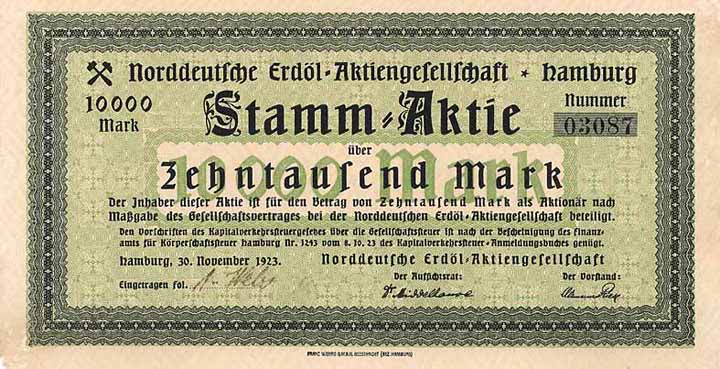 Norddeutsche Erdöl-Aktiengesellschaft * Hamburg
10000 Mark
Stamm-Aktie
Nummer
03087
über
10000 Mark
Zehntausend Mark
Der Inhaber dieser Aktie ist für den Betrag von Zehntausend Mark als Aktionär nach
Maßgabe des Gesellschaftsvertrages bei der Norddeutschen Erdöl-Aktiengesellschaft beteiligt.
Den Vorschriften des Kapitalverkehrsteuergesetzes über die Gesellschaftsteuer ist nach der Bescheinigung des Finanz-
amts für Körperschaftsteuer Hamburg Nr. 1243 vom 8.10.23 des Kapitalverkehrsteuer-Anmeldungsbuches genügt.
Hamburg, 30. November 1923.
Norddeutsche Erdöl-Aktiengesellschaft
Der Aufsichtsrat:
Der Vorstand:
Eingetragen fol.